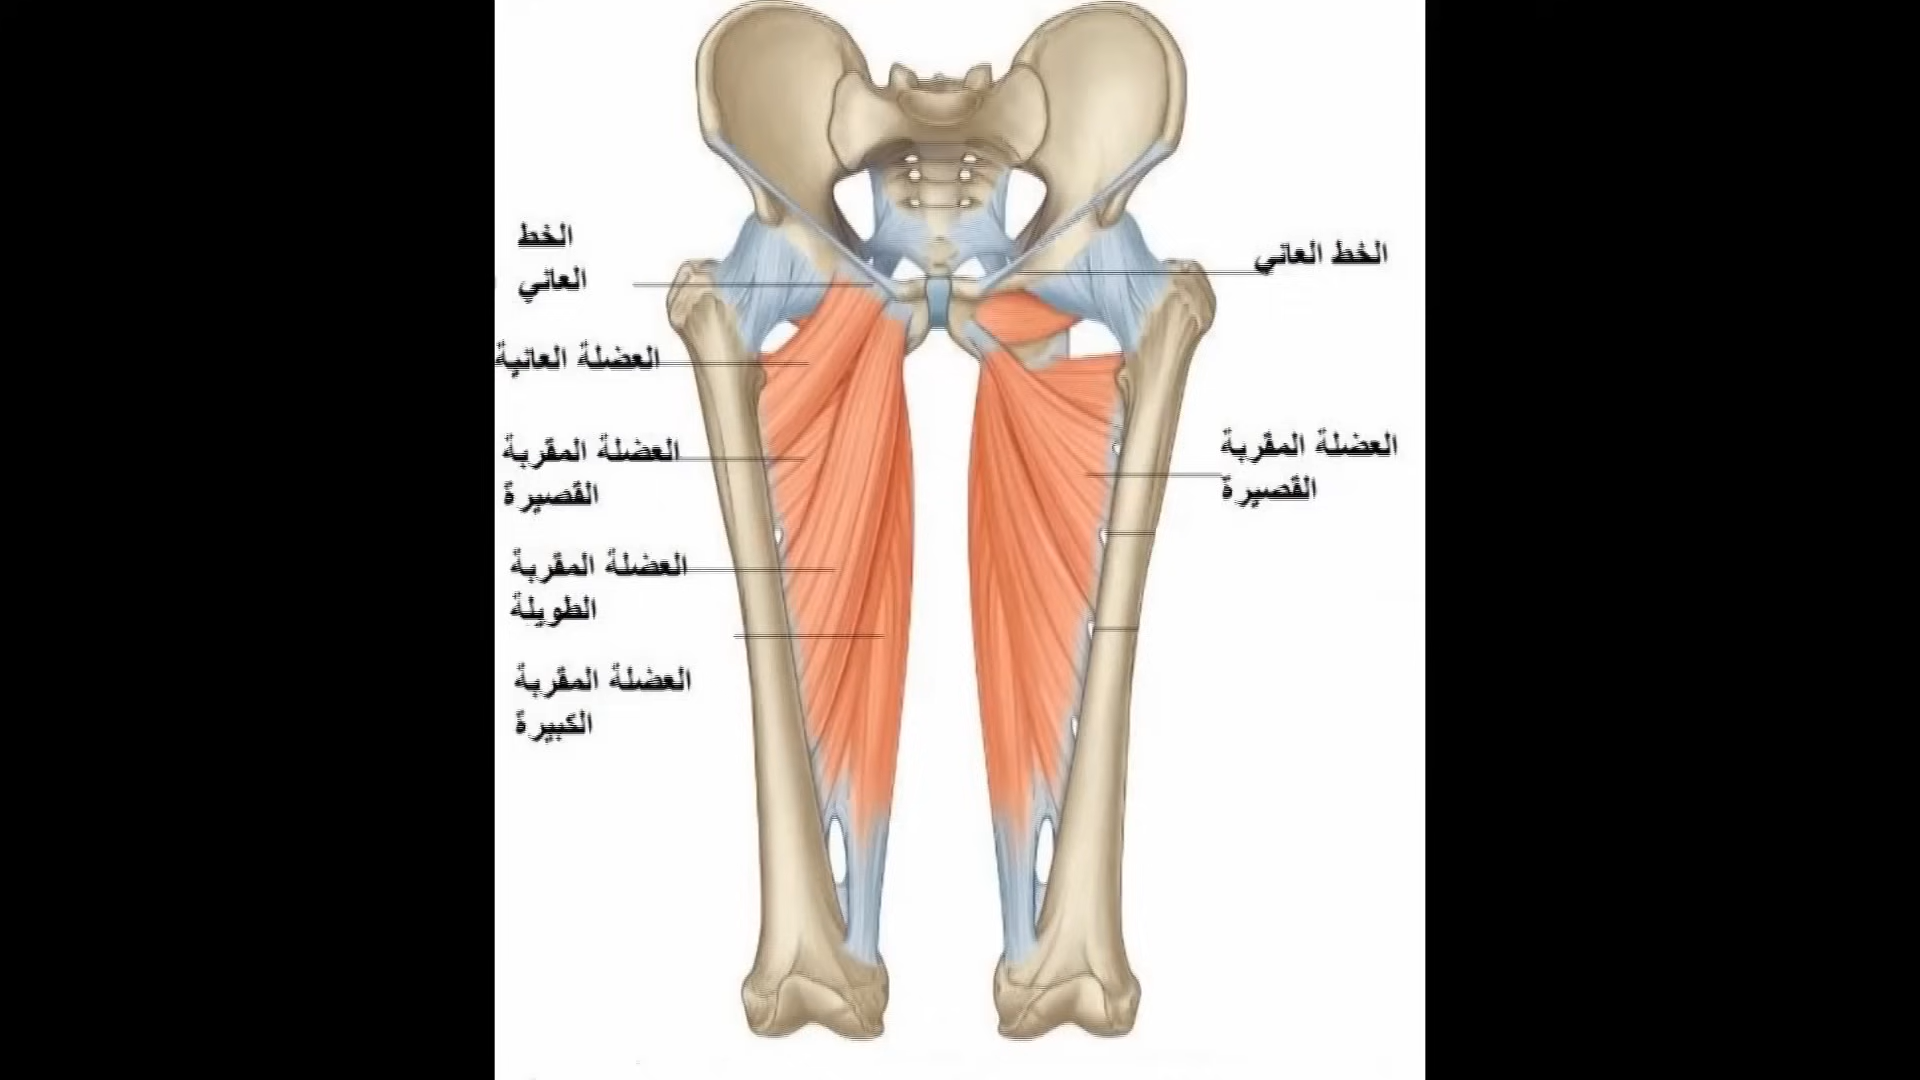 الخط
العاني
الخط العاني
العضلة العانية
العضلة المقربة
القصيرة
العضلة المقربة
القصيرة
العضلة المقربة
الطويلة
العضلة المقربة
الكبيرة